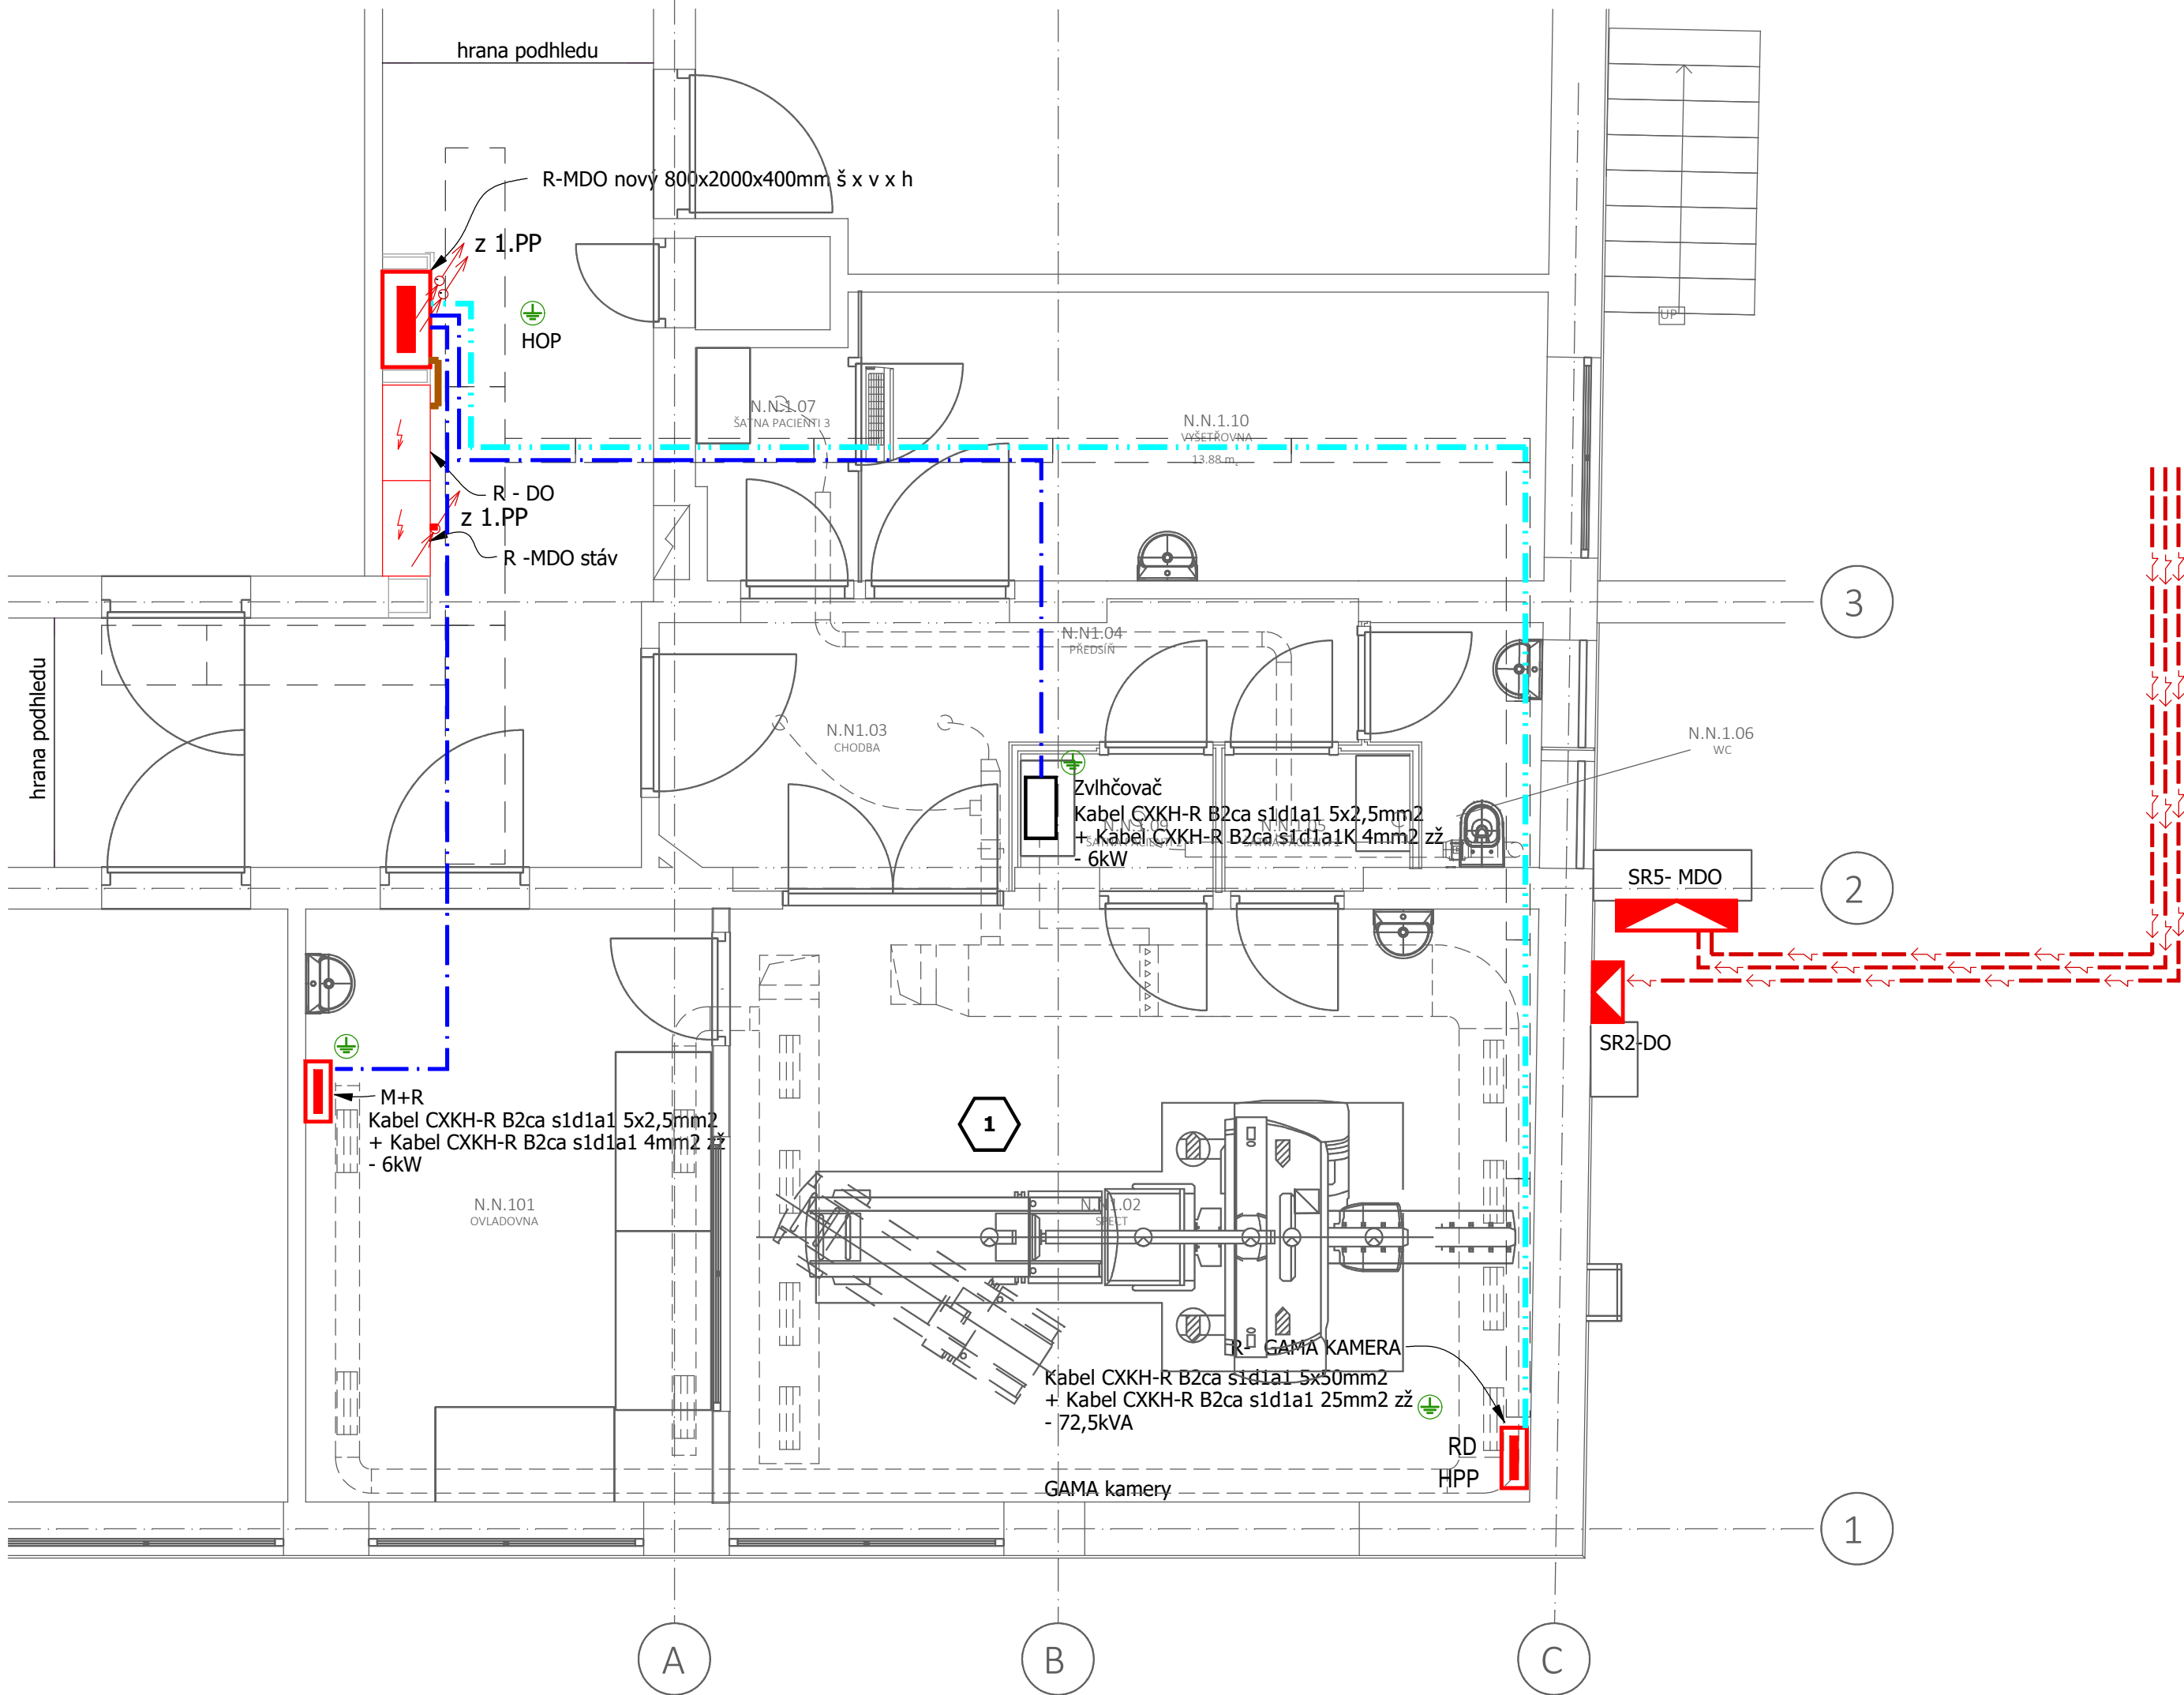 hrana podhledu
R-MDO nový 800x2000x400mm š x v x h
z 1.PP
HOP
UP
N.N.1.07
ŠATNA PACIENTI 3
N.N.1.10
VYŠETŘOVNA
13.88 m
R - DO
z 1.PP
R -MDO stáv
3
N.N1.04
PŘEDSÍŇ
hrana podhledu
N.N1.03
CHODBA
N.N.1.06
WC
Zvlhčovač
Kabel CXKH-R B2ca s1d1a1 5x2,5mm2
+ Kabel CXKH-R B2ca s1d1a1K 4mm2 zž
- 6kW
SR5- MDO
2
SR2-DO
M+R
Kabel CXKH-R B2ca s1d1a1 5x2,5mm2
+ Kabel CXKH-R B2ca s1d1a1 4mm2 zž
- 6kW
1
N.N.101
OVLADOVNA
N.N1.02
SPECT
R- GAMA KAMERA
Kabel CXKH-R B2ca s1d1a1 5x50mm2
+ Kabel CXKH-R B2ca s1d1a1 25mm2 zž
- 72,5kVA
RD
HPP
GAMA kamery
1
A
B
C